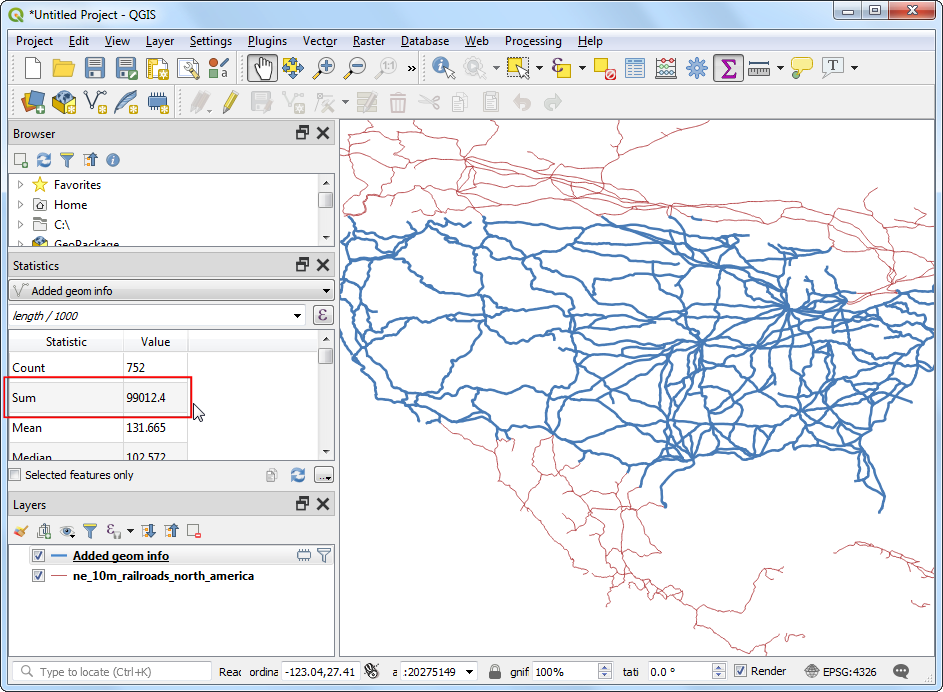 *Untitled Project - QGIS
Project Edit View Layer Settings Plugins Vector Raster Database Web Processing Help
1:1 »
T
Browser
Favorites
Home
C:\
GeoPackage
Statistics
Added geom info
length / 1000 ε
Statistic Value
Count 752
Sum 99012.4
Mean 131.665
Median 102.572
Selected features only ...
Layers
Added geom info
ne_10m_railroads_north_america
Type to locate (Ctrl+K) Read ordina -123.04,27.41 a :20275149 gnif 100% tati 0.0 ° Render EPSG:4326